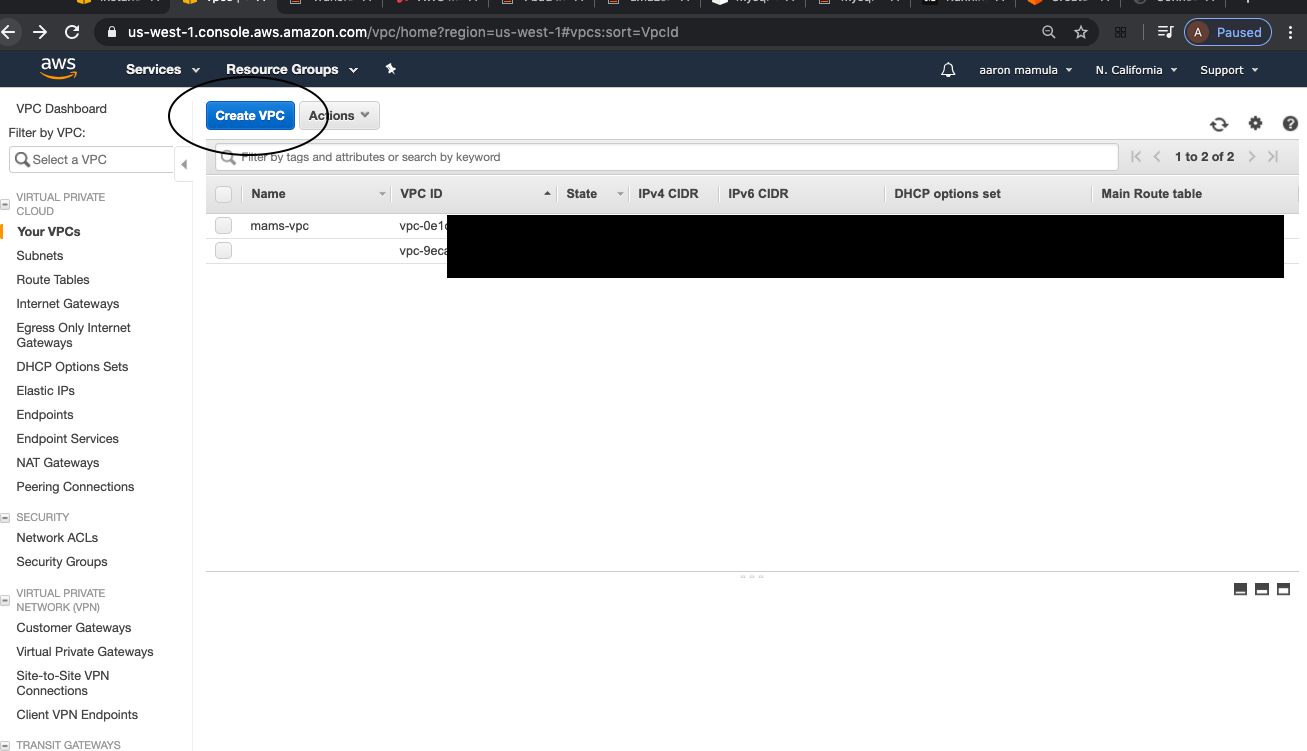 us-west-1.console.aws.amazon.com/vpc/home?region=us-west-1#vpcs:sort=VpcId
A Paused
aws Services Resource Groups aaron mamula N. California Support
VPC Dashboard
Filter by VPC:
Select a VPC
VIRTUAL PRIVATE
CLOUD
Your VPCs
Subnets
Route Tables
Internet Gateways
Egress Only Internet
Gateways
DHCP Options Sets
Elastic IPs
Endpoints
Endpoint Services
NAT Gateways
Peering Connections
SECURITY
Network ACLs
Security Groups
VIRTUAL PRIVATE
NETWORK (VPN)
Customer Gateways
Virtual Private Gateways
Site-to-Site VPN
Connections
Client VPN Endpoints
TRANSIT GATEWAYS
Create VPC Actions
Filter by tags and attributes or search by keyword
1 to 2 of 2
Name VPC ID State IPv4 CIDR IPv6 CIDR DHCP options set Main Route table
mams-vpc vpc-0e1
vpc-9eca